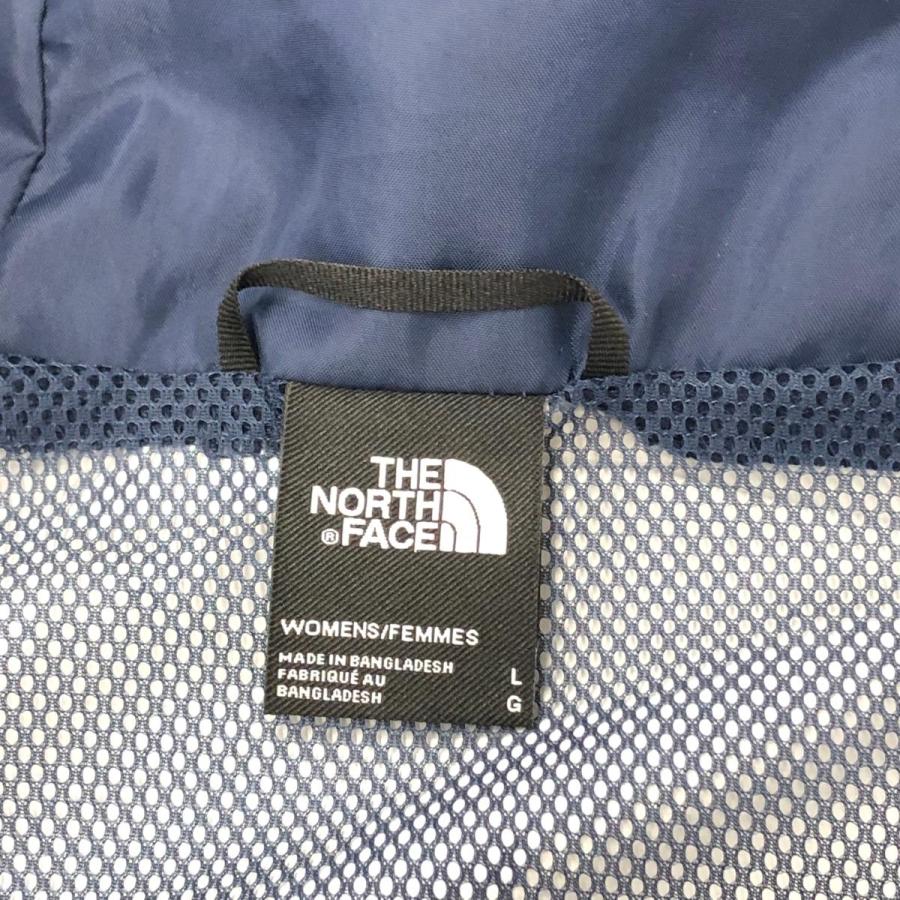 THE
NORTH
® FACE
WOMENS/FEMMES
MADE IN BANGLADESH
FABRIQUÉ AU
BANGLADESH
L
G